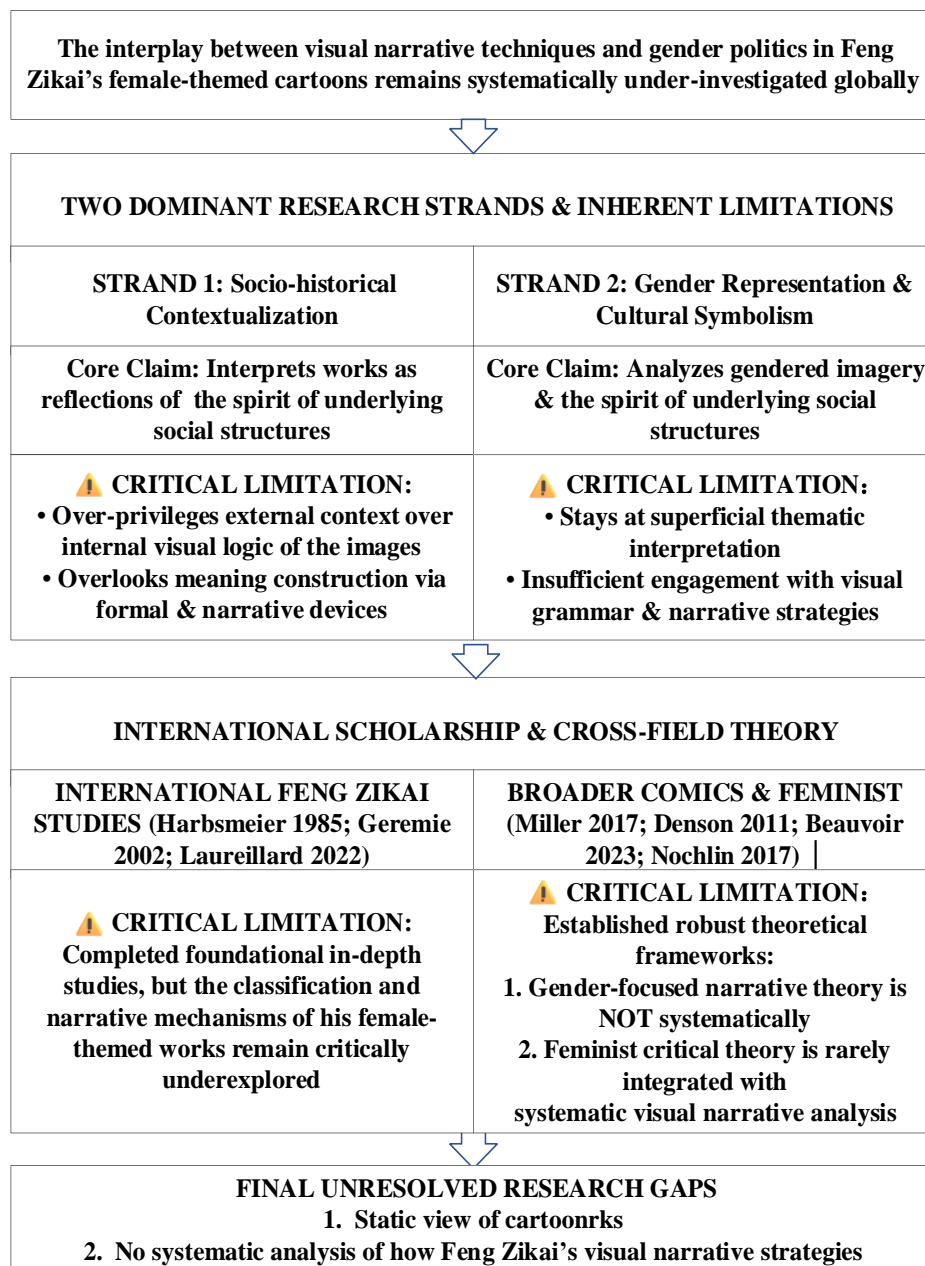 The interplay between visual narrative techniques and gender politics in Feng
Zikai’s female-themed cartoons remains systematically under-investigated globally
TWO DOMINANT RESEARCH STRANDS & INHERENT LIMITATIONS
STRAND 1: Socio-historical
Contextualization
STRAND 2: Gender Representation &
Cultural Symbolism
Core Claim: Interprets works as
reflections of the spirit of underlying
social structures
Core Claim: Analyzes gendered imagery
& the spirit of underlying social
structures
⚠️ CRITICAL LIMITATION:
• Over-privileges external context over
internal visual logic of the images
• Overlooks meaning construction via
formal & narrative devices
⚠️ CRITICAL LIMITATION:
• Stays at superficial thematic
interpretation
• Insufficient engagement with visual
grammar & narrative strategies
INTERNATIONAL SCHOLARSHIP & CROSS-FIELD THEORY
INTERNATIONAL FENG ZIKAI
STUDIES (Harbsmeier 1985; Geremie
2002; Laureillard 2022)
BROADER COMICS & FEMINIST
(Miller 2017; Denson 2011; Beauvoir
2023; Nochlin 2017)
⚠️ CRITICAL LIMITATION:
Completed foundational in-depth
studies, but the classification and
narrative mechanisms of his female-
themed works remain critically
underexplored
⚠️ CRITICAL LIMITATION:
Established robust theoretical
frameworks:
1. Gender-focused narrative theory is
NOT systematically
2. Feminist critical theory is rarely
integrated with
systematic visual narrative analysis
FINAL UNRESOLVED RESEARCH GAPS
1. Static view of cartoonrks
2. No systematic analysis of how Feng Zikai’s visual narrative strategies